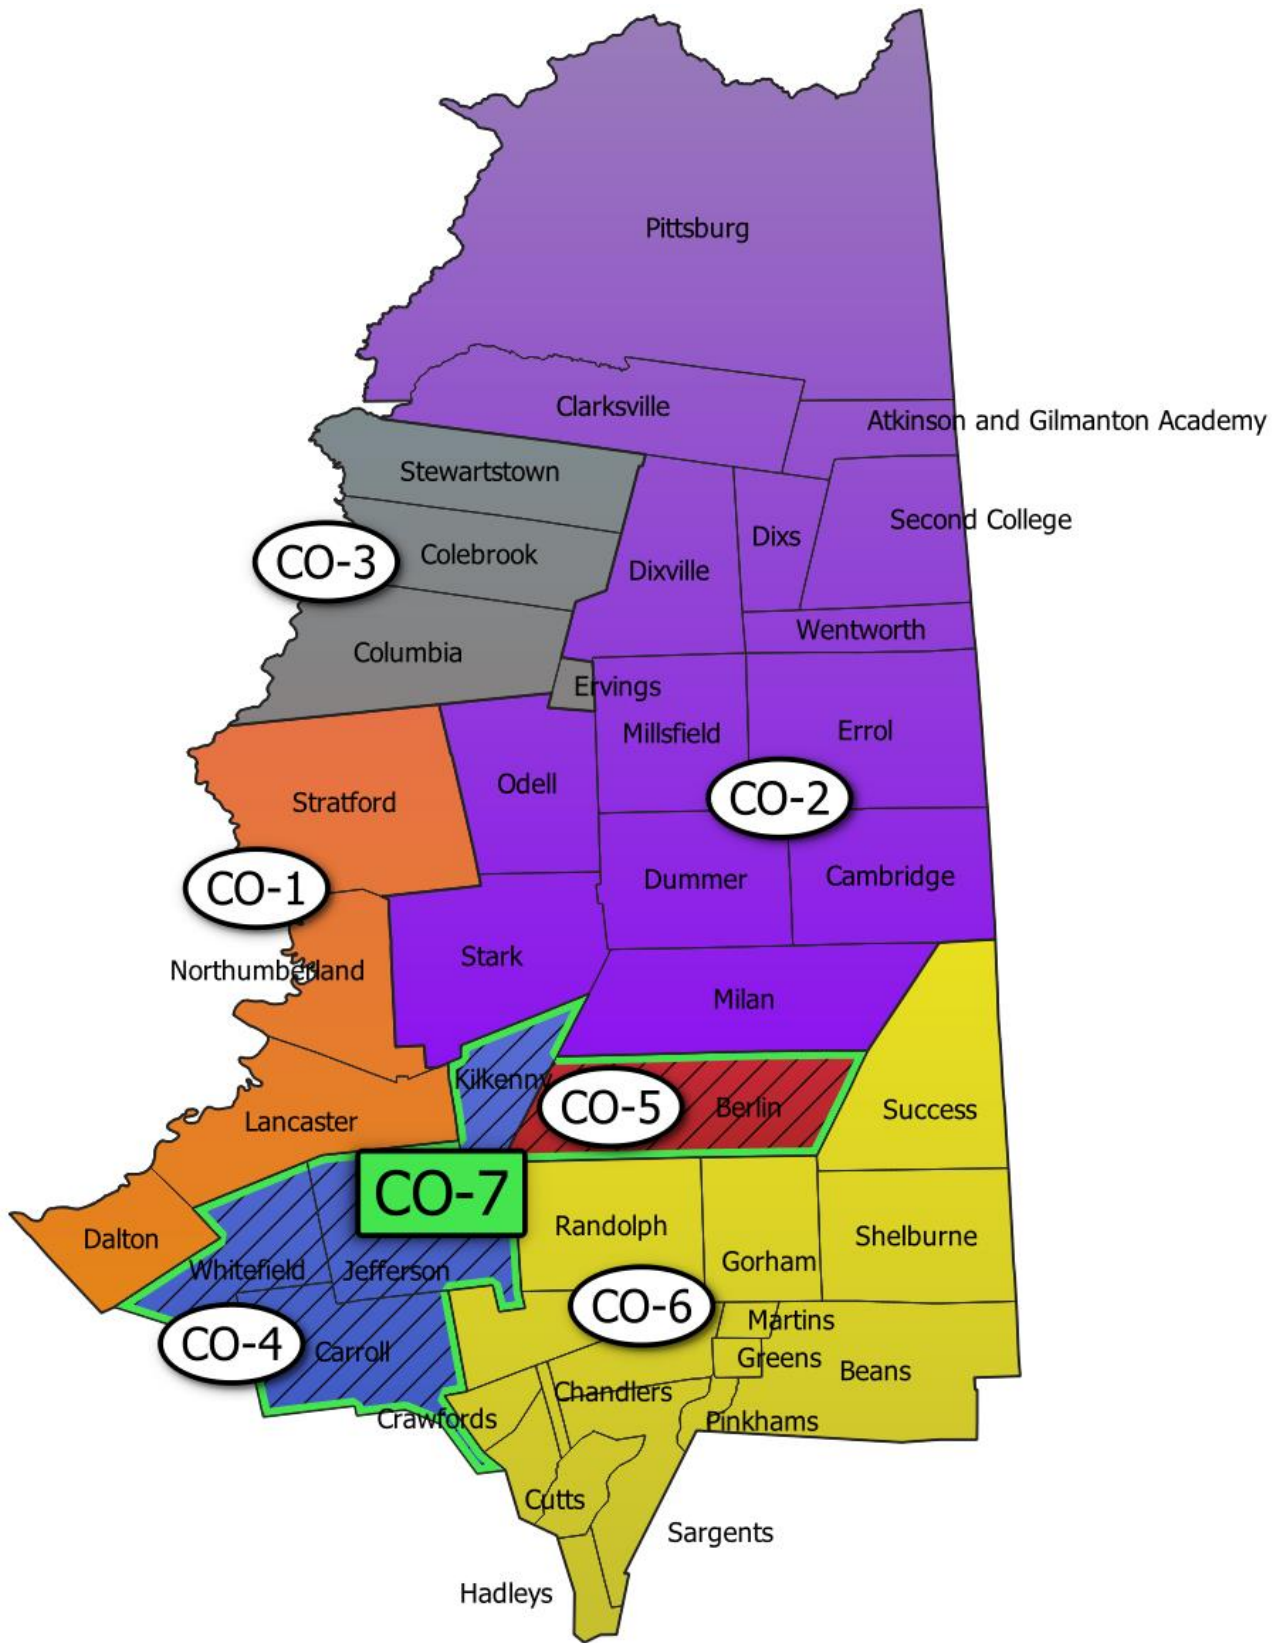 Pittsburg
Clarksville
Atkinson and Gilmanton Academy
Stewartstown
Second College
Dixs
Colebrook
CO-3
Dixville
Wentworth
Columbia
Ervings
Millsfield
Errol
Odell
CO-2
Stratford
Dummer
Cambridge
CO-1
Stark
Northumberland
Milan
Kilkenny
CO-5
Berlin
Success
Lancaster
CO-7
Randolph
Shelburne
Dalton
Gorham
Whitefield
Jefferson
CO-6
Martins
CO-4
Carroll
Greens
Beans
Chandlers
Crawfords
Pinkhams
Cutts
Sargents
Hadleys